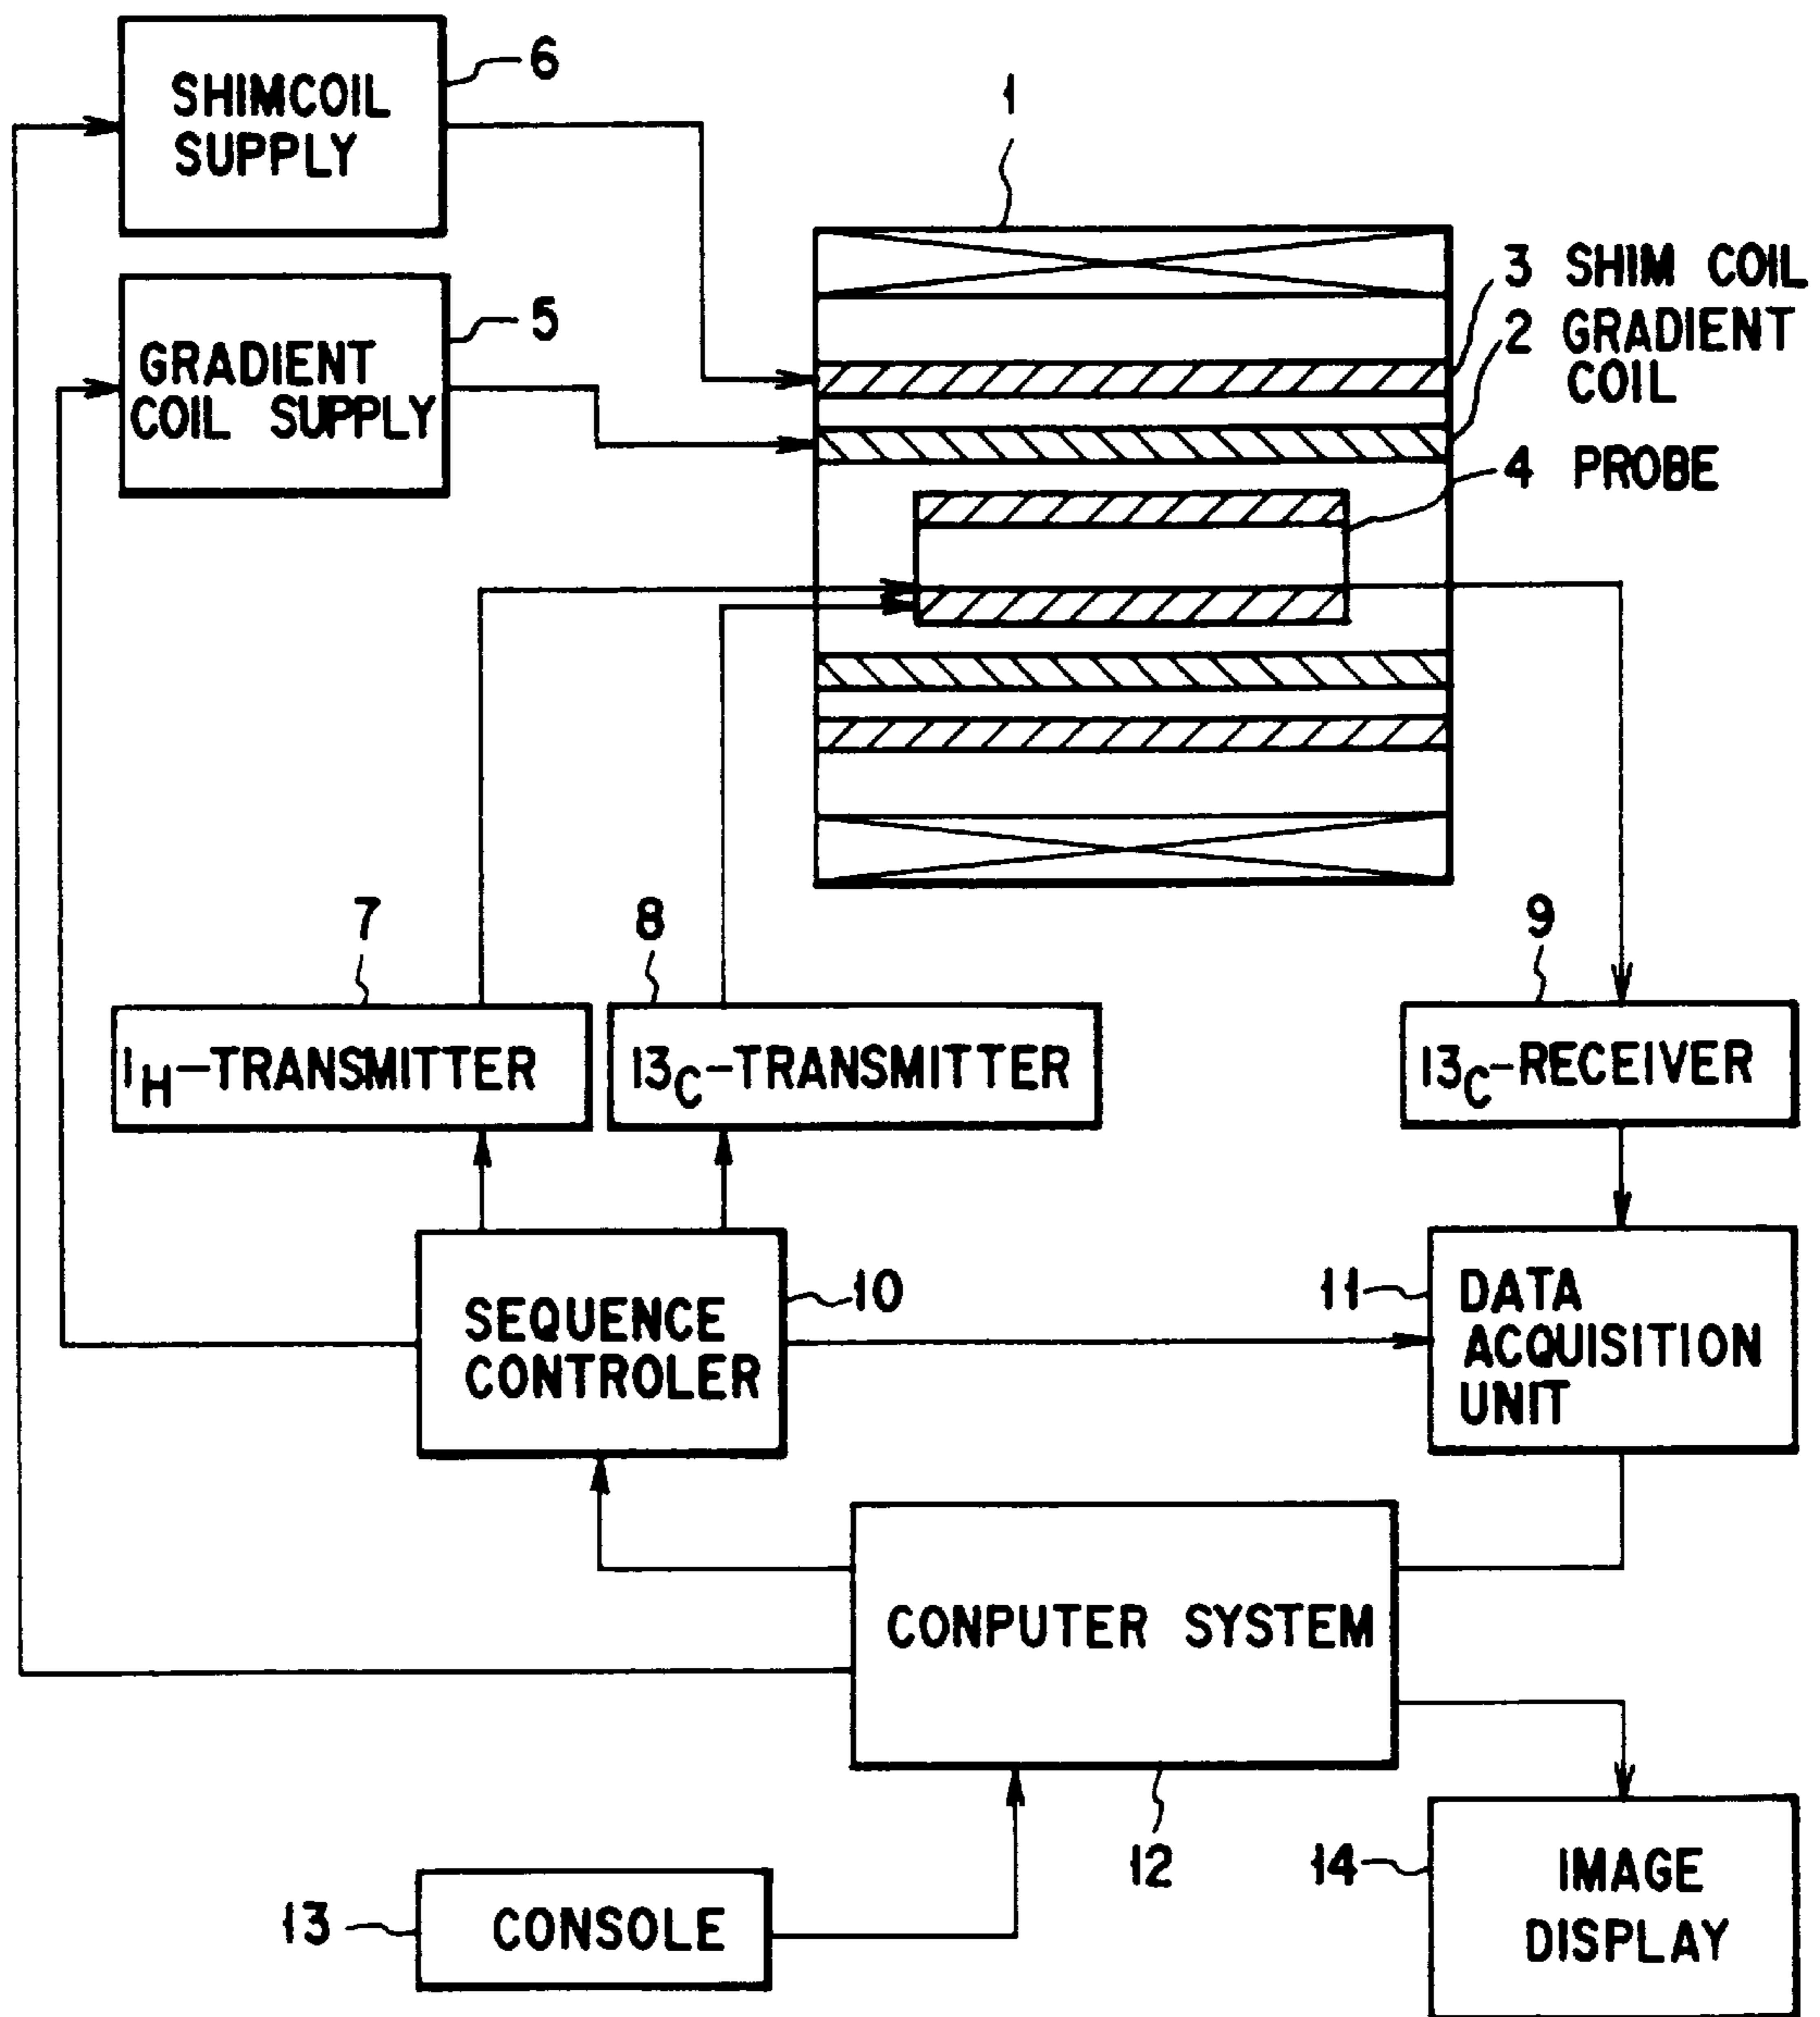 6
SHIMCOIL
SUPPLY
1
3 SHIM COIL
5
2 GRADIENT
COIL
GRADIENT
COIL SUPPLY
4 PROBE
7
8
9
1H-TRANSMITTER
13C-TRANSMITTER
13C-RECEIVER
10
SEQUENCE
CONTROLER
11
DATA
ACQUISITION
UNIT
CONPUTER SYSTEM
12
13
CONSOLE
14
IMAGE
DISPLAY